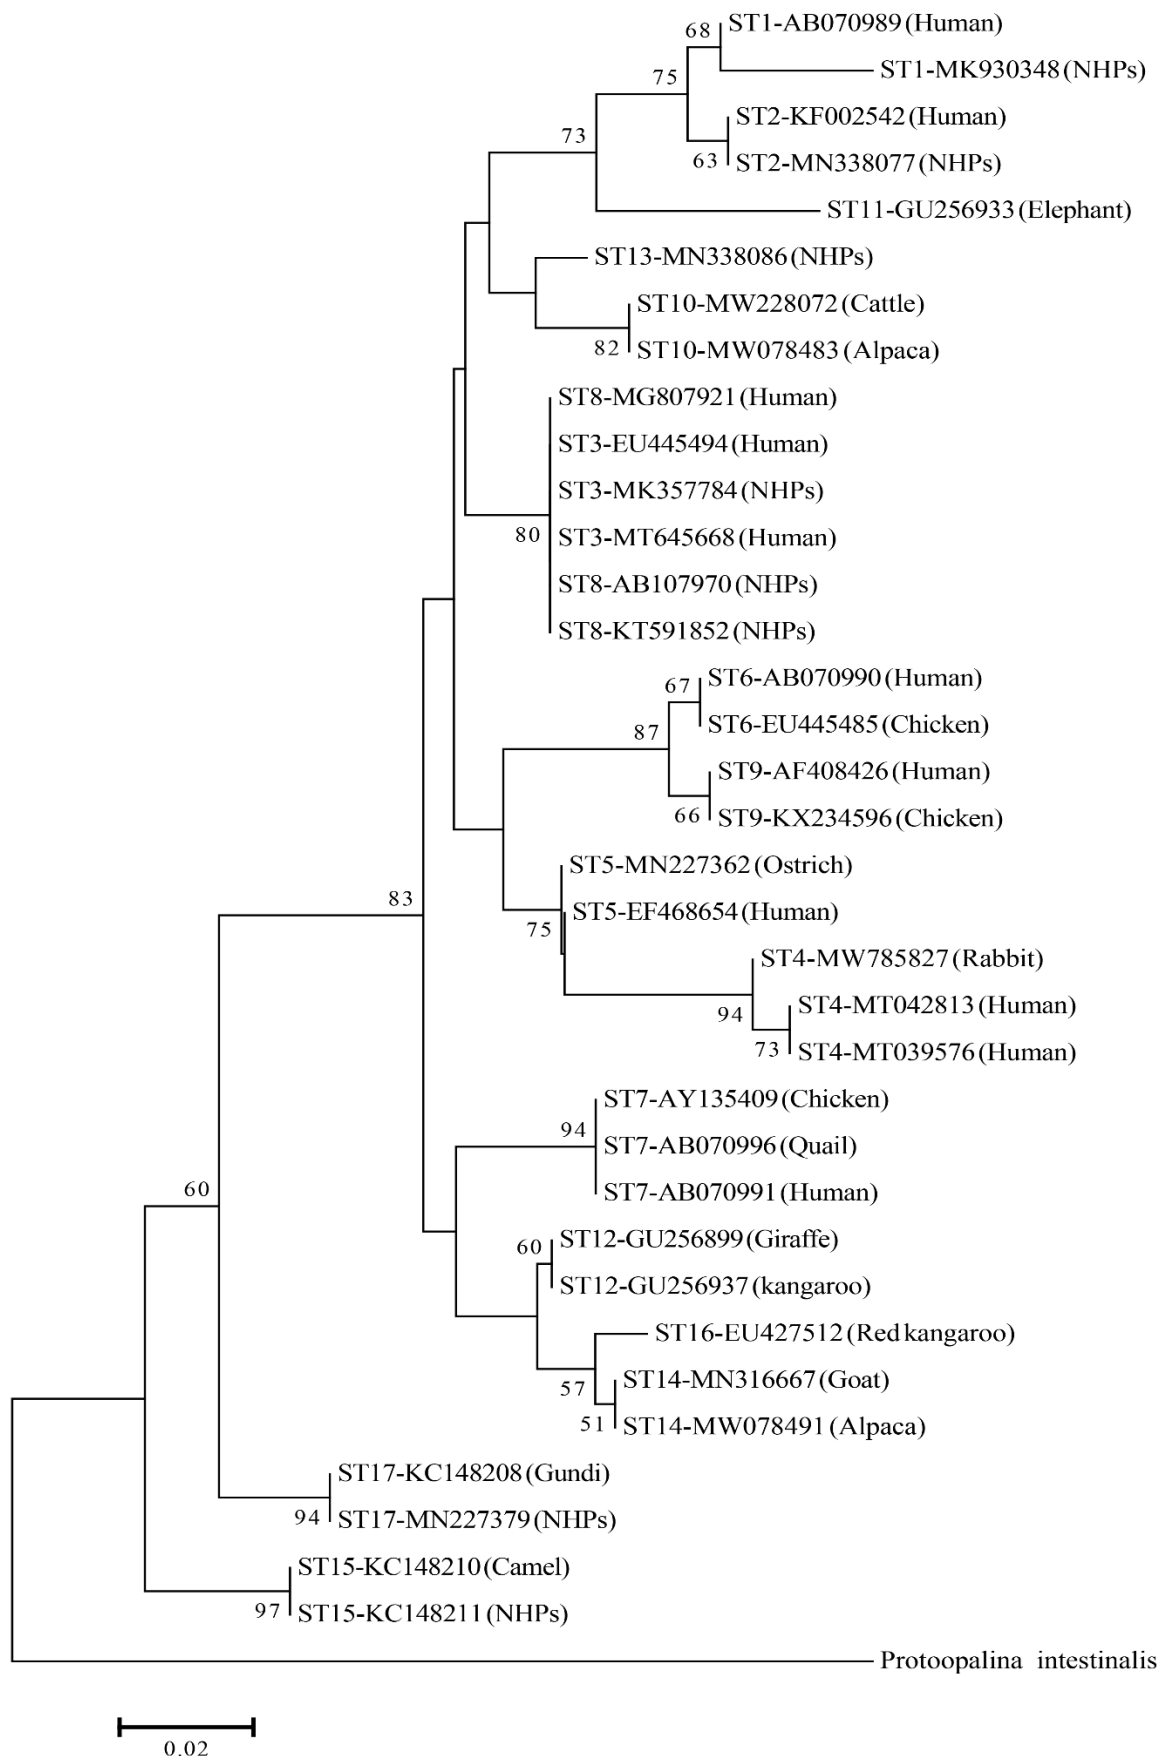 68
ST1-AB070989 (Human)
ST1-MK930348 (NHPs)
75
ST2-KF002542 (Human)
73
63
ST2-MN338077 (NHPs)
ST11-GU256933 (Elephant)
ST13-MN338086 (NHPs)
ST10-MW228072 (Cattle)
82
ST10-MW078483 (Alpaca)
ST8-MG807921 (Human)
ST3-EU445494 (Human)
ST3-MK357784 (NHPs)
80
ST3-MT645668 (Human)
ST8-AB107970 (NHPs)
ST8-KT591852 (NHPs)
67
ST6-AB070990 (Human)
87
ST6-EU445485 (Chicken)
ST9-AF408426 (Human)
66
ST9-KX234596 (Chicken)
ST5-MN227362 (Ostrich)
83
75
ST5-EF468654 (Human)
ST4-MW785827 (Rabbit)
94
ST4-MT042813 (Human)
73
ST4-MT039576 (Human)
ST7-AY135409 (Chicken)
94
ST7-AB070996 (Quail)
60
ST7-AB070991 (Human)
60
ST12-GU256899 (Giraffe)
ST12-GU256937 (kangaroo)
ST16-EU427512 (Red kangaroo)
57
ST14-MN316667 (Goat)
51
ST14-MW078491 (Alpaca)
ST17-KC148208 (Gundi)
94
ST17-MN227379 (NHPs)
ST15-KC148210 (Camel)
97
ST15-KC148211 (NHPs)
Protoopalina intestinalis
0.02